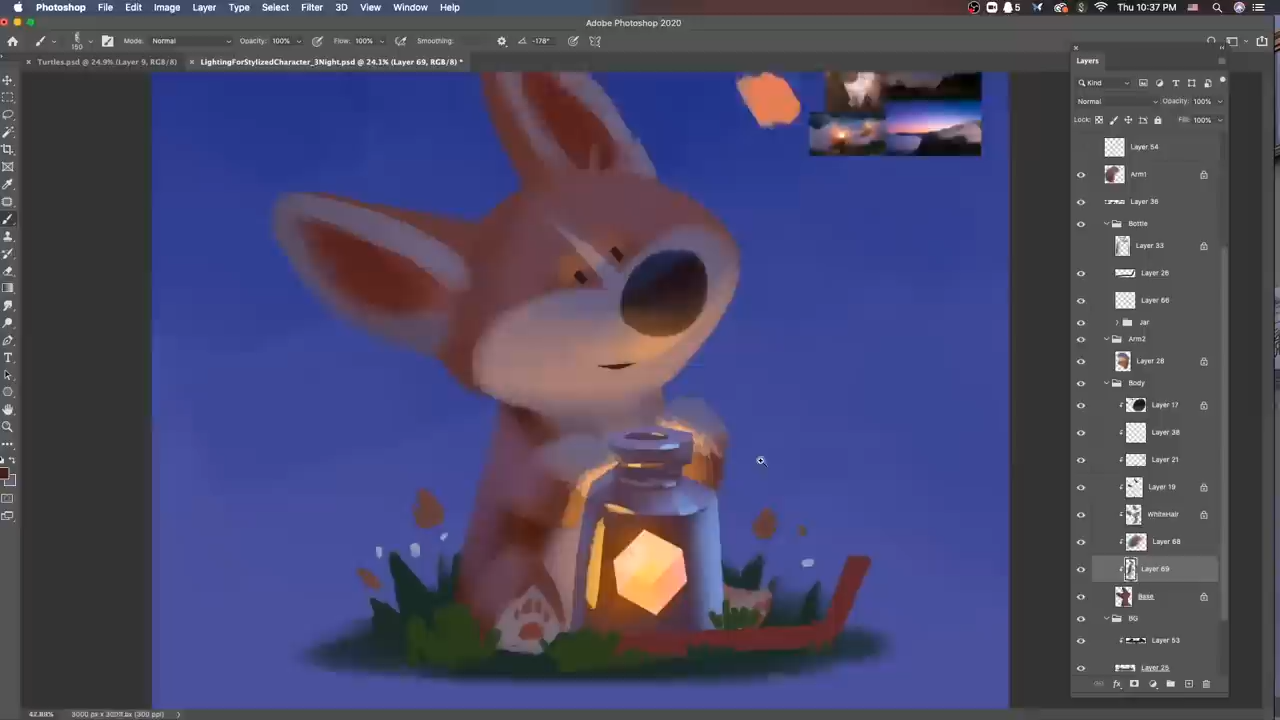 Photoshop File Edit Image Layer Type Select Filter 3D View Window Help 5 Thu 10:37 PM
Adobe Photoshop 2020
150 Mode: Normal Opacity: 100% Flow: 100% Smoothing: -178°
Turtles.psd @ 24.9% (Layer 9, RGB/8) LightingForStylizedCharacter_3Night.psd @ 24.1% (Layer 69, RGB/8) *
Layers
Kind
Normal Opacity: 100%
Lock: Fill: 100%
Layer 54
Arm1
Layer 36
Bottle
Layer 33
Layer 26
Layer 66
Jar
Arm2
Layer 28
Body
Layer 17
Layer 38
Layer 21
Layer 19
WhiteHair
Layer 68
Layer 69
Base
BG
Layer 53
Layer 25